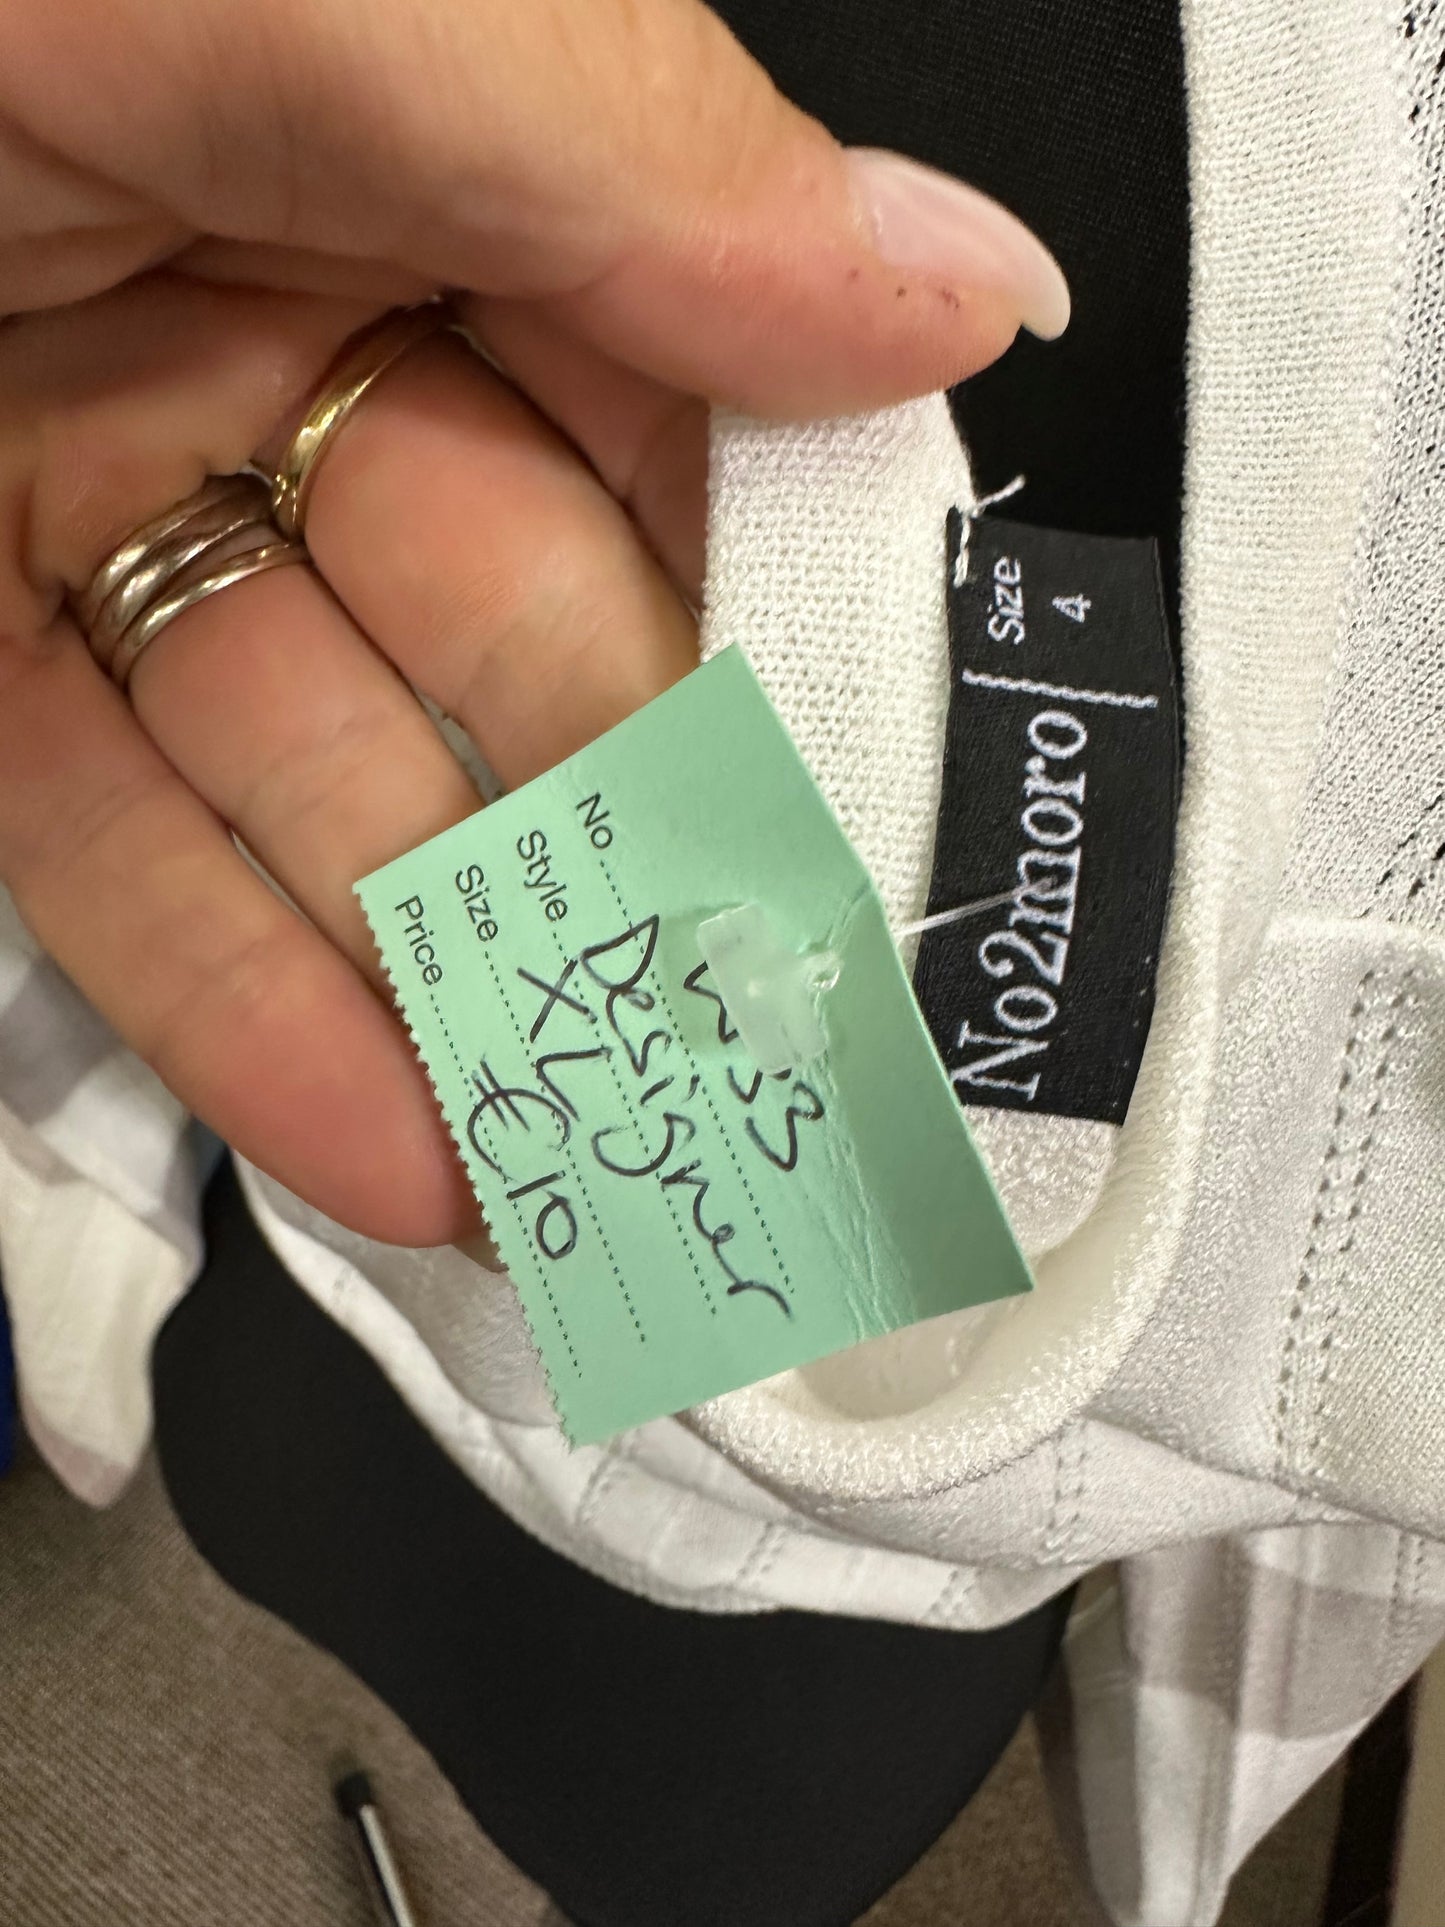 No2moro
Size
4
No
Style Designer
Size XL
Price €10